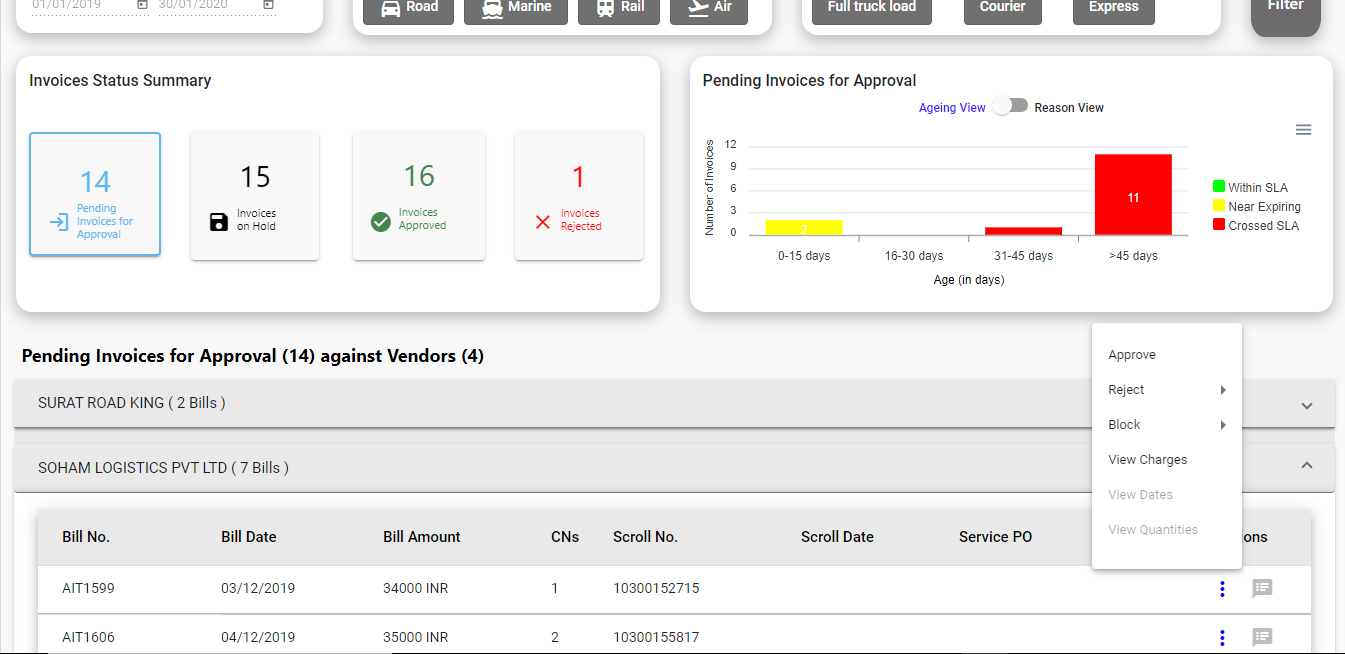 01/01/2019 30/01/2020
Road Marine Rail Air
Full truck load Courier Express
Filter
Invoices Status Summary
14
Pending
Invoices for
Approval
15
Invoices
on Hold
16
Invoices
Approved
1
Invoices
Rejected
Pending Invoices for Approval
Ageing View Reason View
Number of Invoices
12
9
6
3
0
2
11
0-15 days 16-30 days 31-45 days >45 days
Age (in days)
Within SLA
Near Expiring
Crossed SLA
Pending Invoices for Approval (14) against Vendors (4)
SURAT ROAD KING ( 2 Bills )
SOHAM LOGISTICS PVT LTD ( 7 Bills )
Approve
Reject
Block
View Charges
View Dates
View Quantities
Bill No. Bill Date Bill Amount CNs Scroll No. Scroll Date Service PO ons
AIT1599 03/12/2019 34000 INR 1 10300152715
AIT1606 04/12/2019 35000 INR 2 10300155817